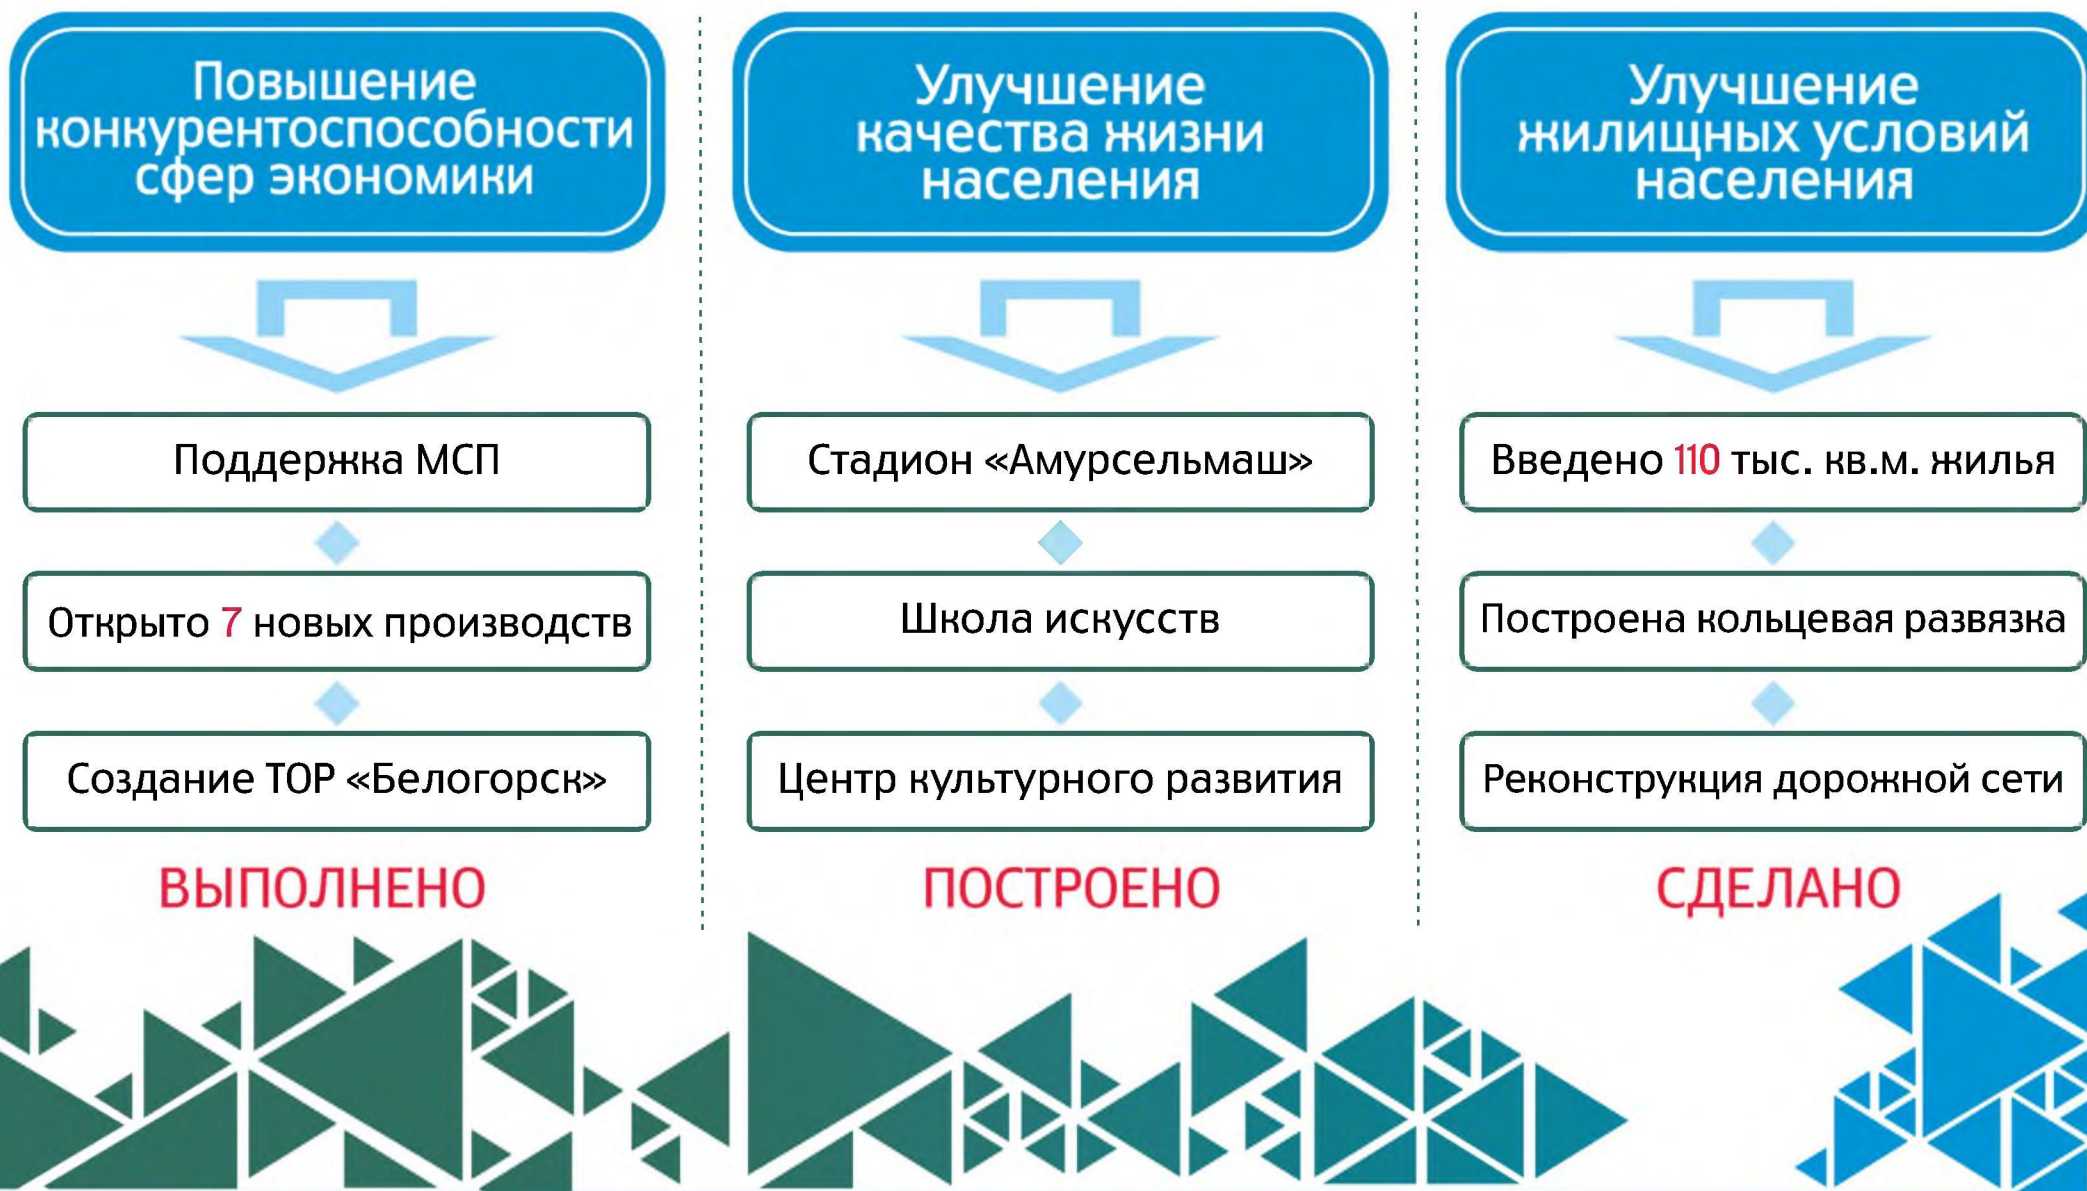 Повышение
конкурентоспособности
сфер экономики
Поддержка МСП
Открыто 7 новых производств
Создание ТОР «Белогорск»
ВЫПОЛНЕНО
Улучшение
качества жизни
населения
Стадион «Амурсельмаш»
Школа искусств
Центр культурного развития
ПОСТРОЕНО
Улучшение
жилищных условий
населения
Введено 110 тыс. кв.м. жилья
Построена кольцевая развязка
Реконструкция дорожной сети
СДЕЛАНО